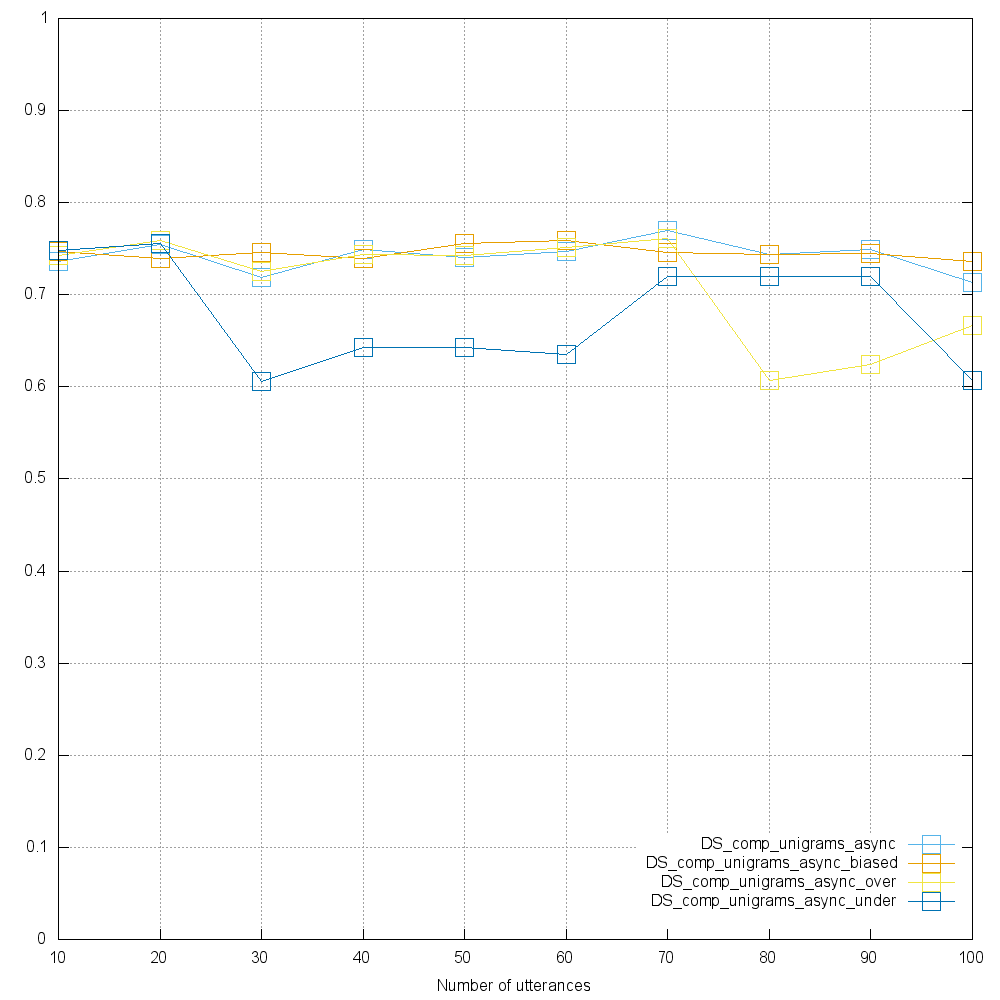 1
0.9
0.8
0.7
0.6
0.5
0.4
0.3
0.2
0.1
0
DS_comp_unigrams_async
DS_comp_unigrams_async_biased
DS_comp_unigrams_async_over
DS_comp_unigrams_async_under
10 20 30 40 50 60 70 80 90 100
Number of utterances